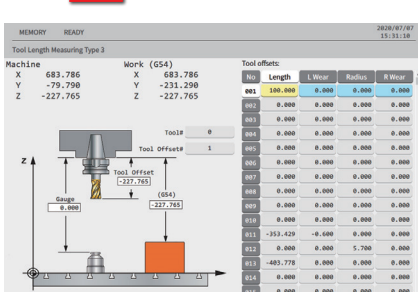 MEMORY READY
2020/07/07
15:31:10
Tool Length Measuring Type 3
Machine Work (G54)
X 683.786 X 683.786
Y -79.790 Y -231.290
Z -227.765 Z -227.765
Tool# 0
Tool Offset# 1
Z
Tool Offset
-227.765
(G54)
-227.765
Gauge
0.000
Tool offsets:
No Length L Wear Radius R Wear
001 100.000 0.000 0.000 0.000
002 0.000 0.000 0.000 0.000
003 0.000 0.000 0.000 0.000
004 0.000 0.000 0.000 0.000
005 0.000 0.000 0.000 0.000
006 0.000 0.000 0.000 0.000
007 0.000 0.000 0.000 0.000
008 0.000 0.000 0.000 0.000
009 0.000 0.000 0.000 0.000
010 0.000 0.000 0.000 0.000
011 -353.429 -0.600 0.000 0.000
012 0.000 0.000 5.700 0.000
013 -403.778 0.000 0.000 0.000
014 0.000 0.000 0.000 0.000